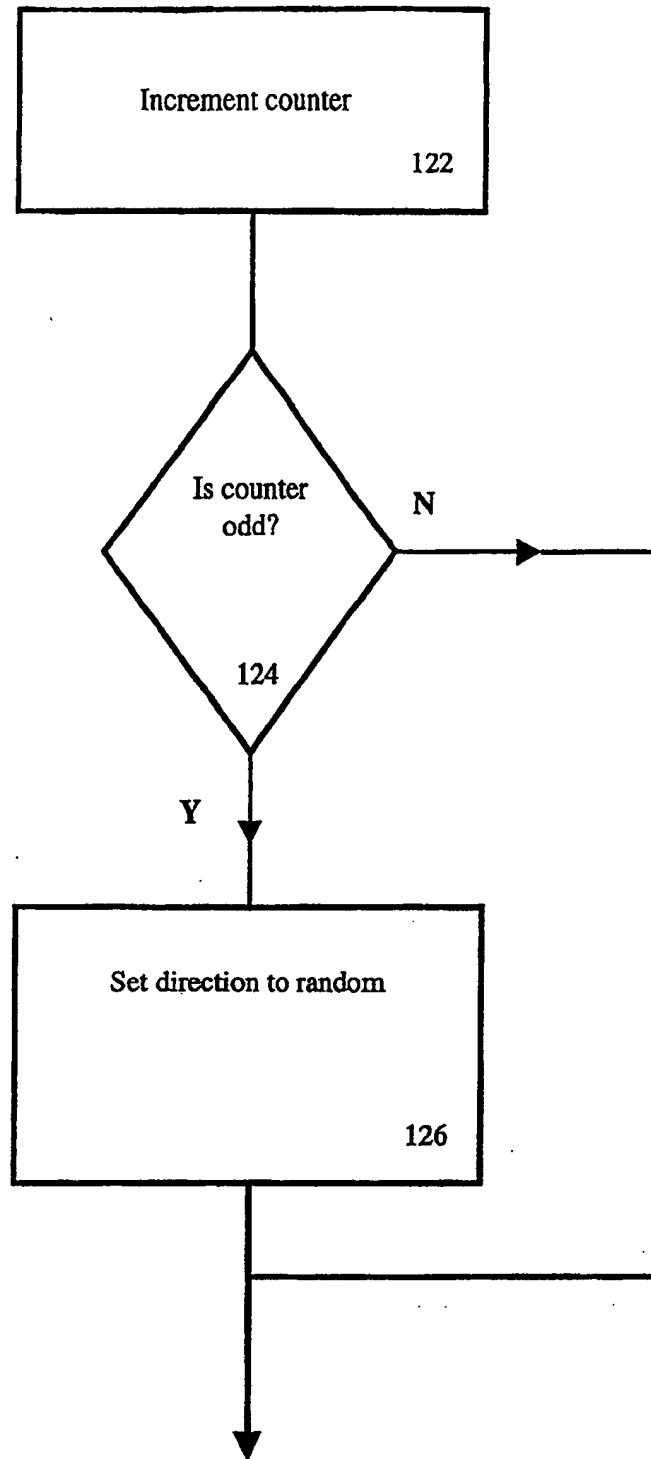 Increment counter
122
Is counter
odd?
N
124
Y
Set direction to random
126